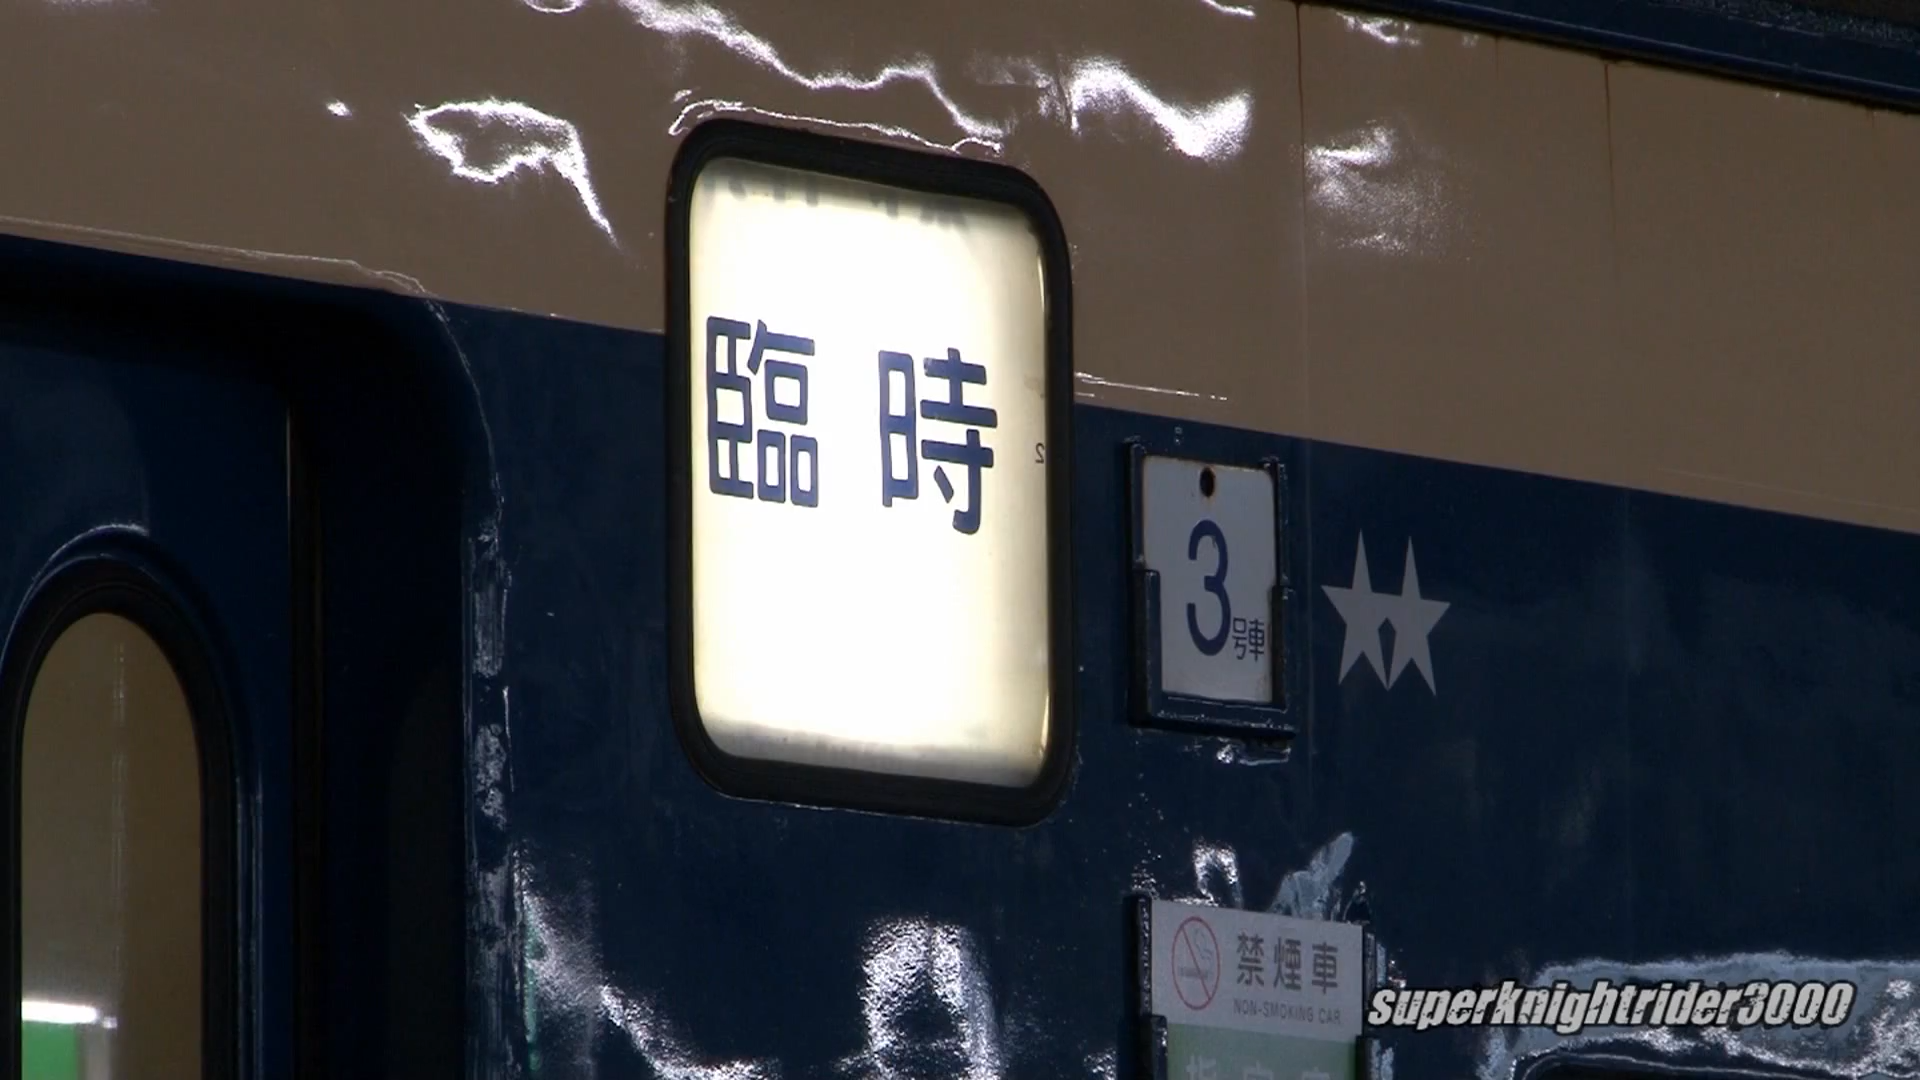 臨時
3号車
禁煙車
NON-SMOKING CAR
superknightrider3000